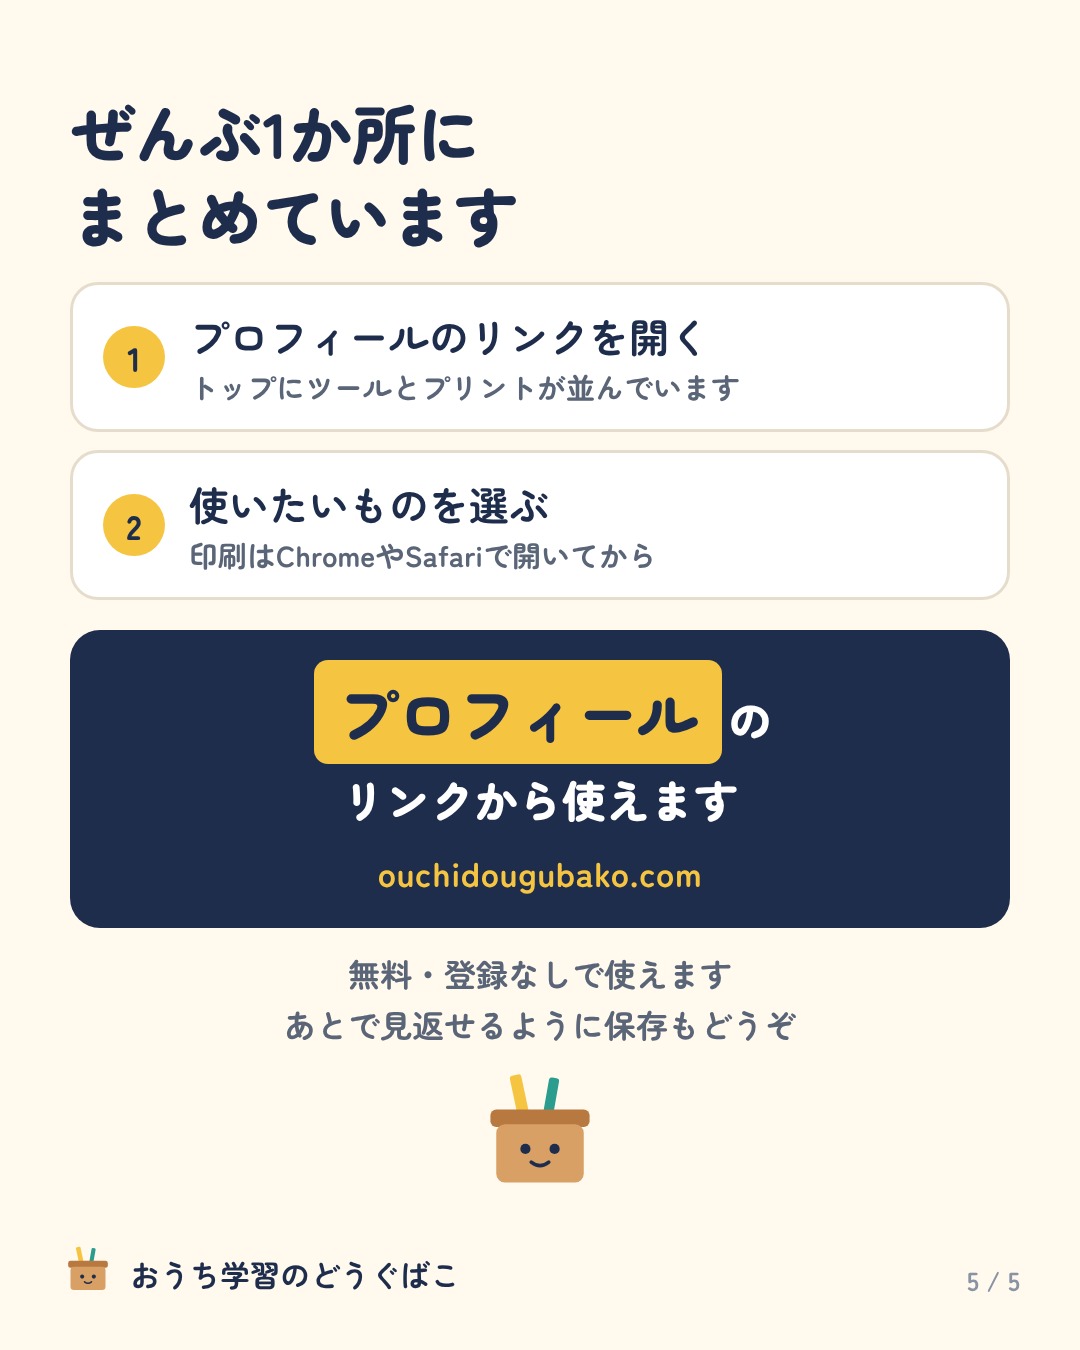 ぜんぶ1か所に
まとめています
1
プロフィールのリンクを開く
トップにツールとプリントが並んでいます
2
使いたいものを選ぶ
印刷はChromeやSafariで開いてから
プロフィールの
リンクから使えます
ouchidougubako.com
無料・登録なしで使えます
あとで見返せるように保存もどうぞ
おうち学習のどうぐばこ
5 / 5